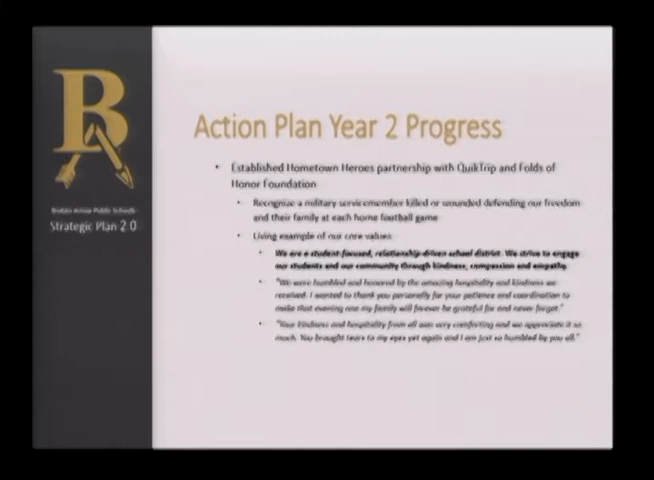 B
Broken Arrow Public Schools
Strategic Plan 2.0
Action Plan Year 2 Progress
• Established Hometown Heroes partnership with QuikTrip and Folds of
Honor Foundation
• Recognize a military servicemember killed or wounded defending our freedom
and their family at each home football game
• Living example of our core values
• We are a student-focused, relationship-driven school district. We strive to engage
our students and our community through kindness, compassion and empathy.
• "We were humbled and honored by the amazing hospitality and kindness we
received. I wanted to thank you personally for your patience and coordination to
make that evening one my family will forever be grateful for and never forget."
• "Your kindness and hospitality from all was very comforting and we appreciate it so
much. You brought tears to my eyes yet again and I am just so humbled by you all."